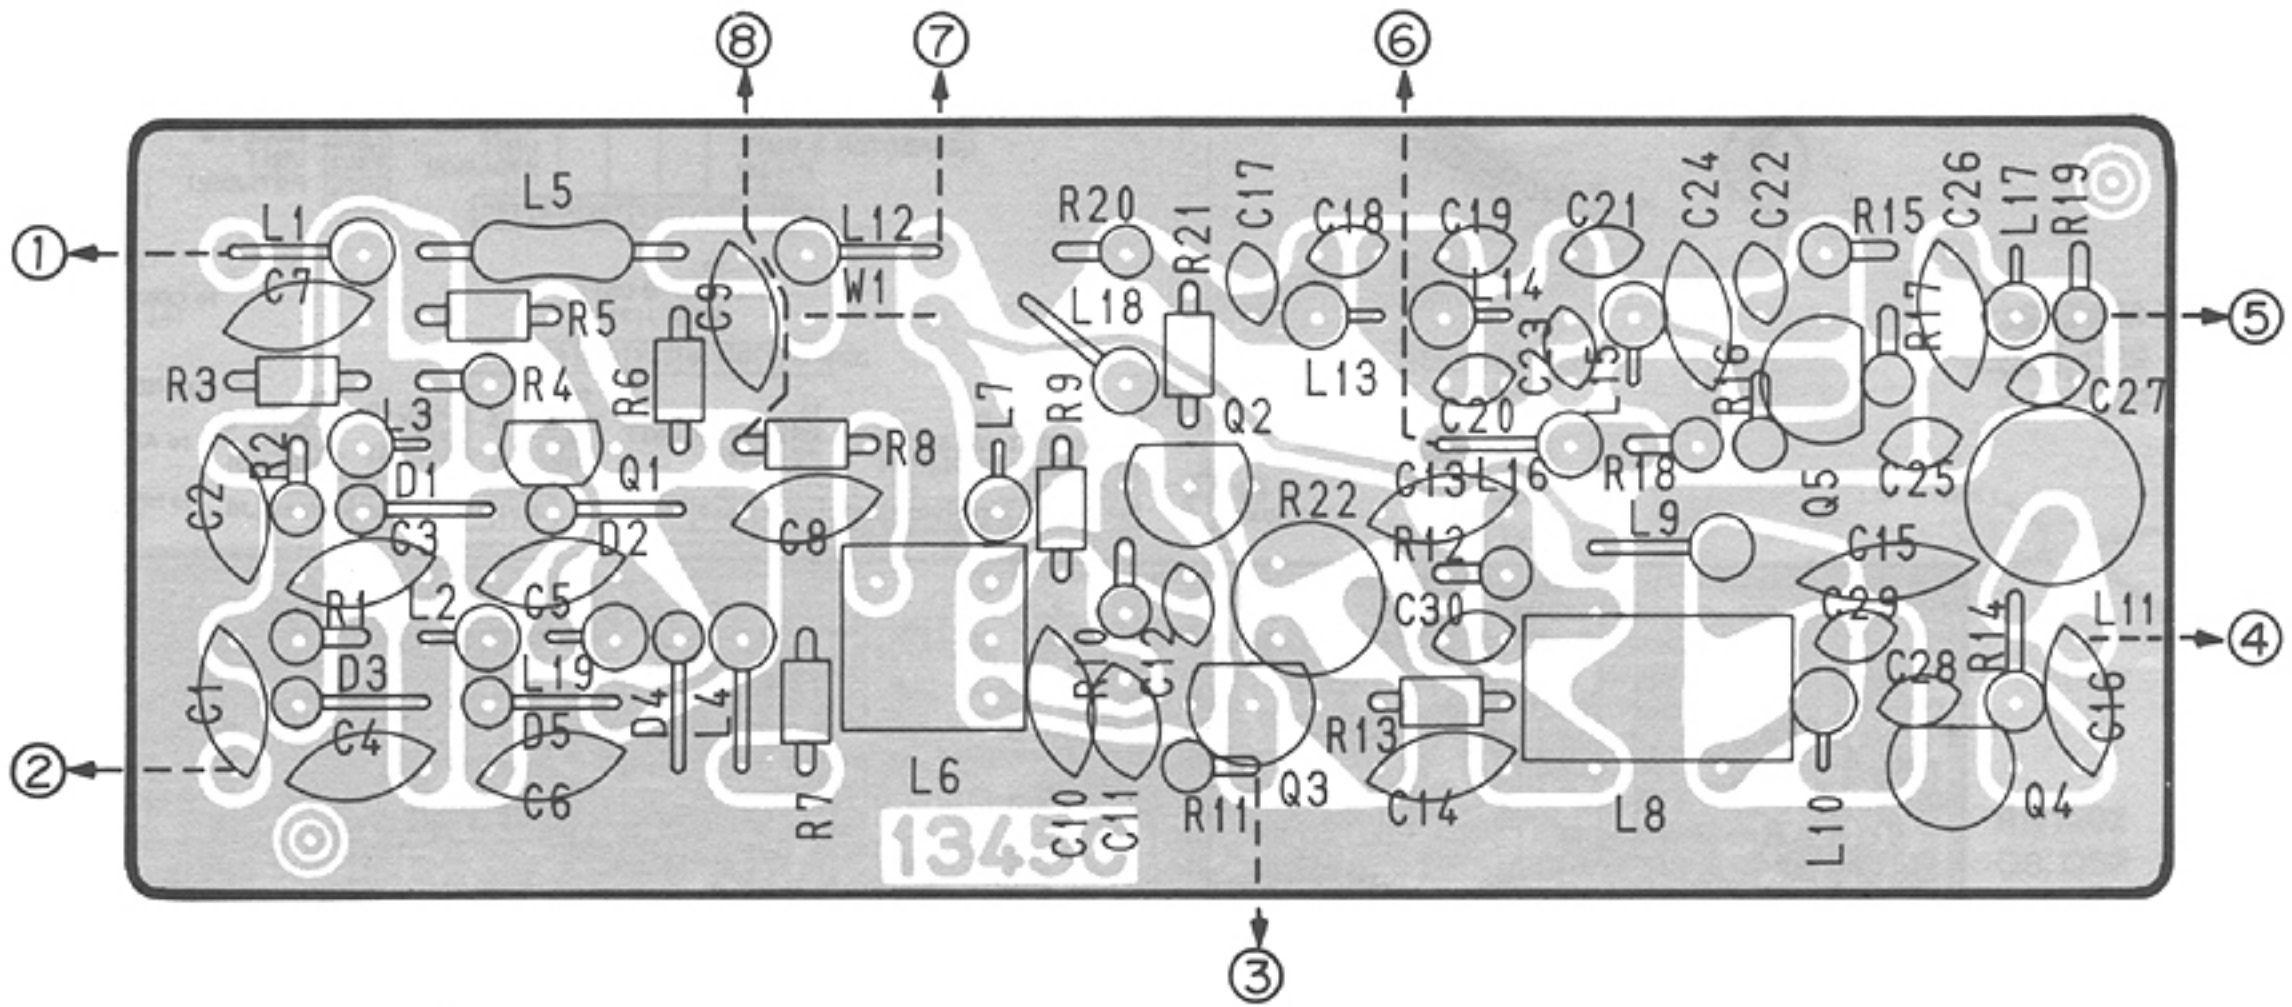 8 7 6
L5 C17 C24 C22 C26 L17 R19
L1 L12 R20 R21 C18 C19 C21 R15
1
C7 C9 W1 L18 L14
R5 C23 L15 R17 5
R3 R4 R6 L7 R9 L13 R16 C27
L3 Q2 C20
R2 R8
C2 D1 Q1 C13 L16 R18 Q5 C25
C3 D2 C8 R22 R12 L9 C15
R1 L2 C5 C30 C29 R14 L11
4
C1 D3 L19 D4 L4 R10 C12 C28 C16
C4 D5 R13
2
C6 R7 L6 C10 C11 R11 Q3 C14 L8 L10 Q4
1345C
3